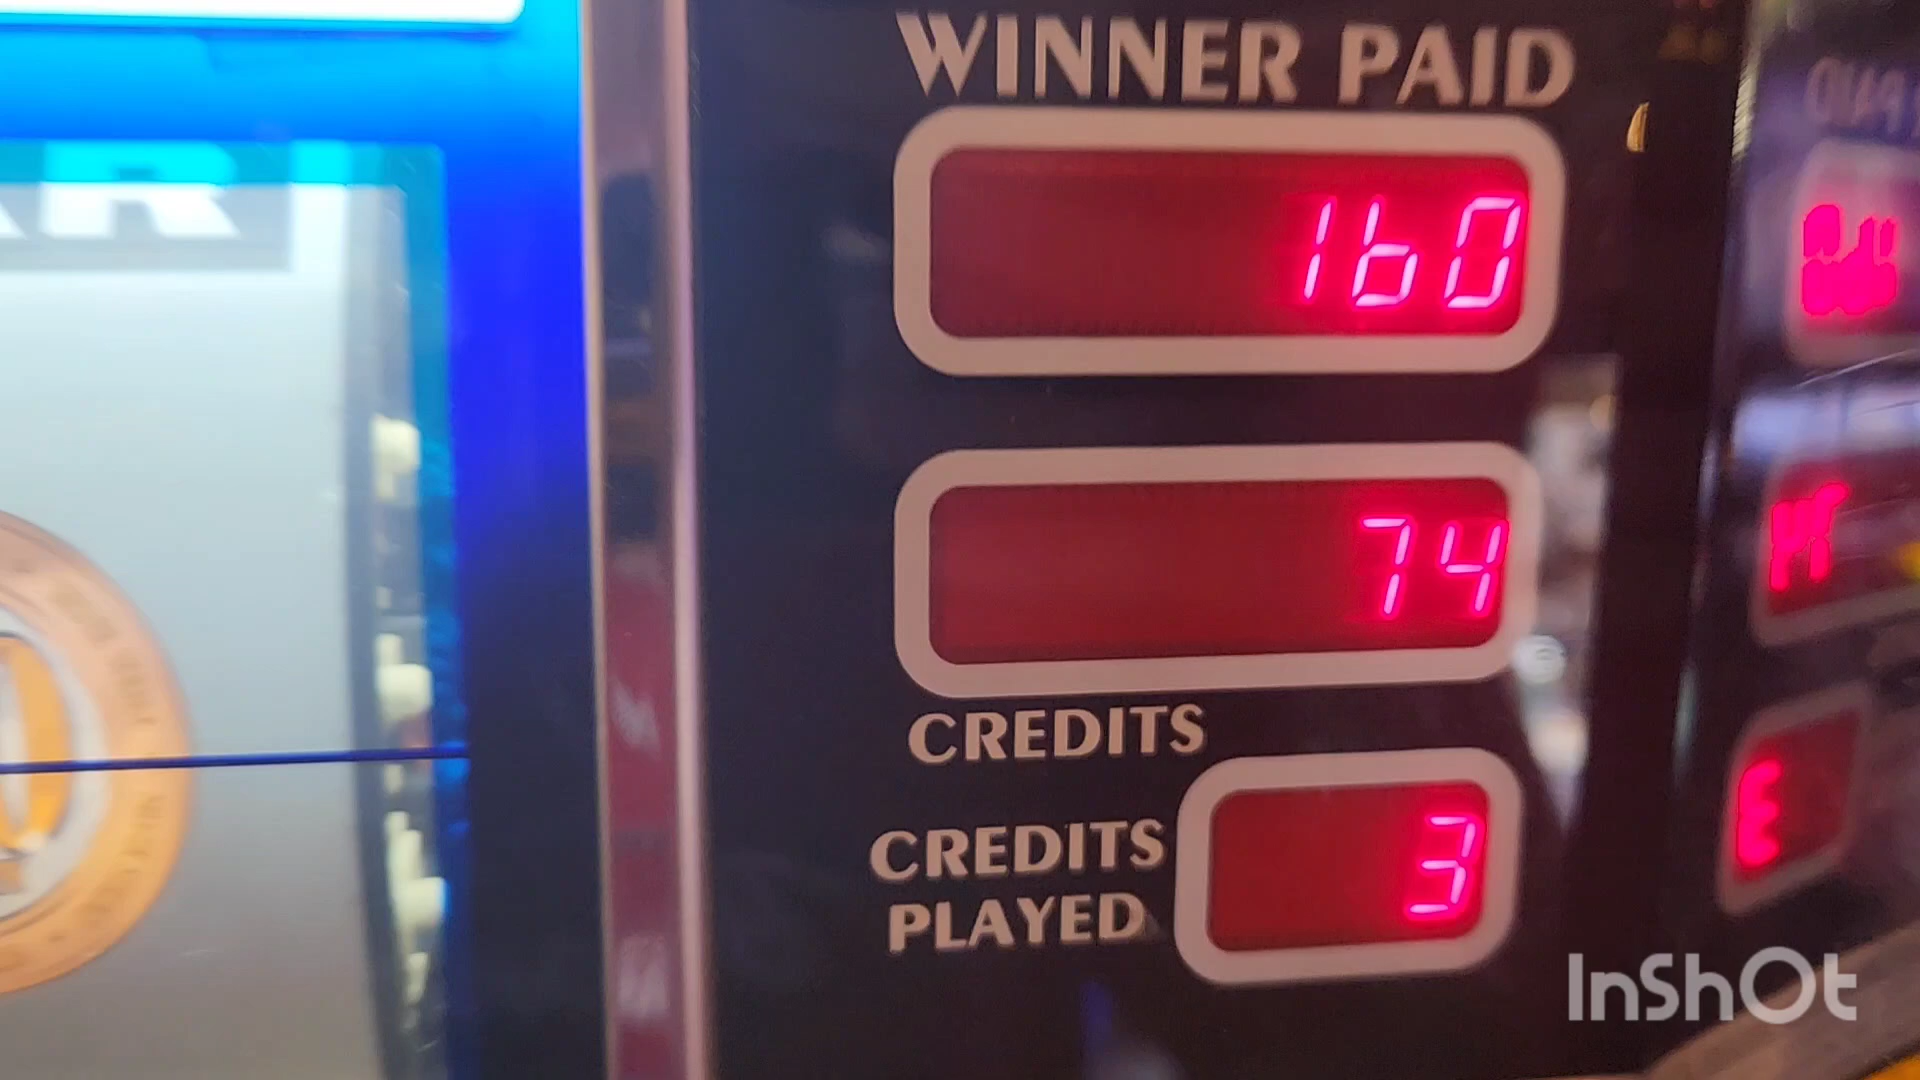 WINNER PAID
160
74
CREDITS
CREDITS
PLAYED
3
InShOt